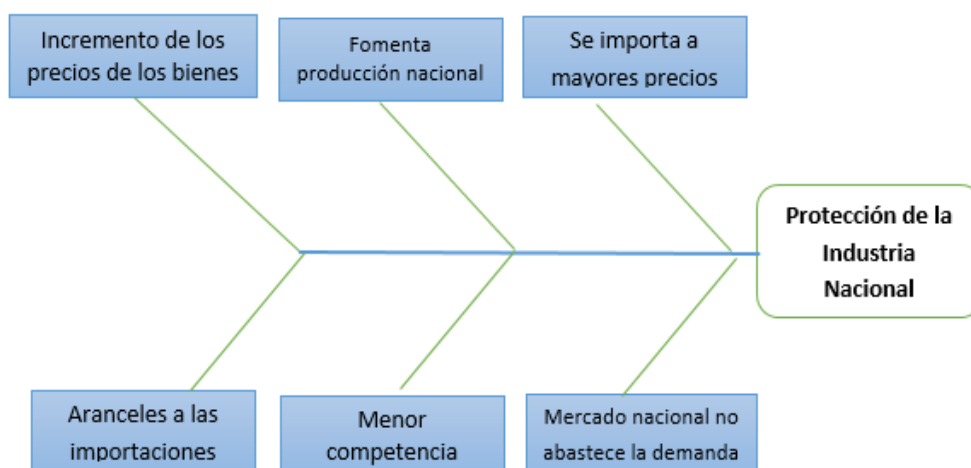 Incremento de los
precios de los bienes
Fomenta
producción nacional
Se importa a
mayores precios
Protección de la
Industria
Nacional
Aranceles a las
importaciones
Menor
competencia
Mercado nacional no
abastece la demanda